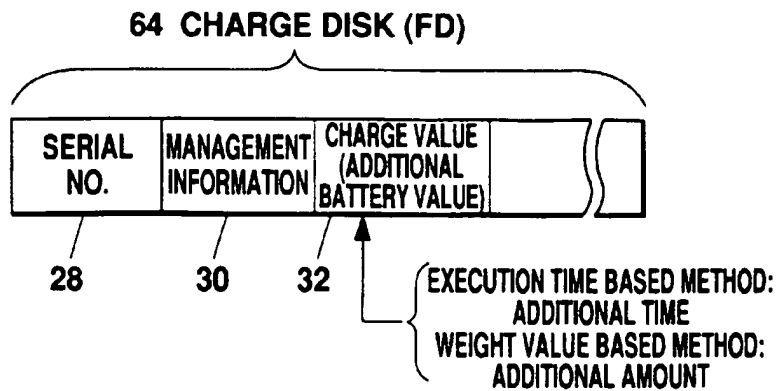 64 CHARGE DISK (FD)
SERIAL NO.
MANAGEMENT INFORMATION
CHARGE VALUE (ADDITIONAL BATTERY VALUE)
28
30
32
EXECUTION TIME BASED METHOD:
ADDITIONAL TIME
WEIGHT VALUE BASED METHOD:
ADDITIONAL AMOUNT